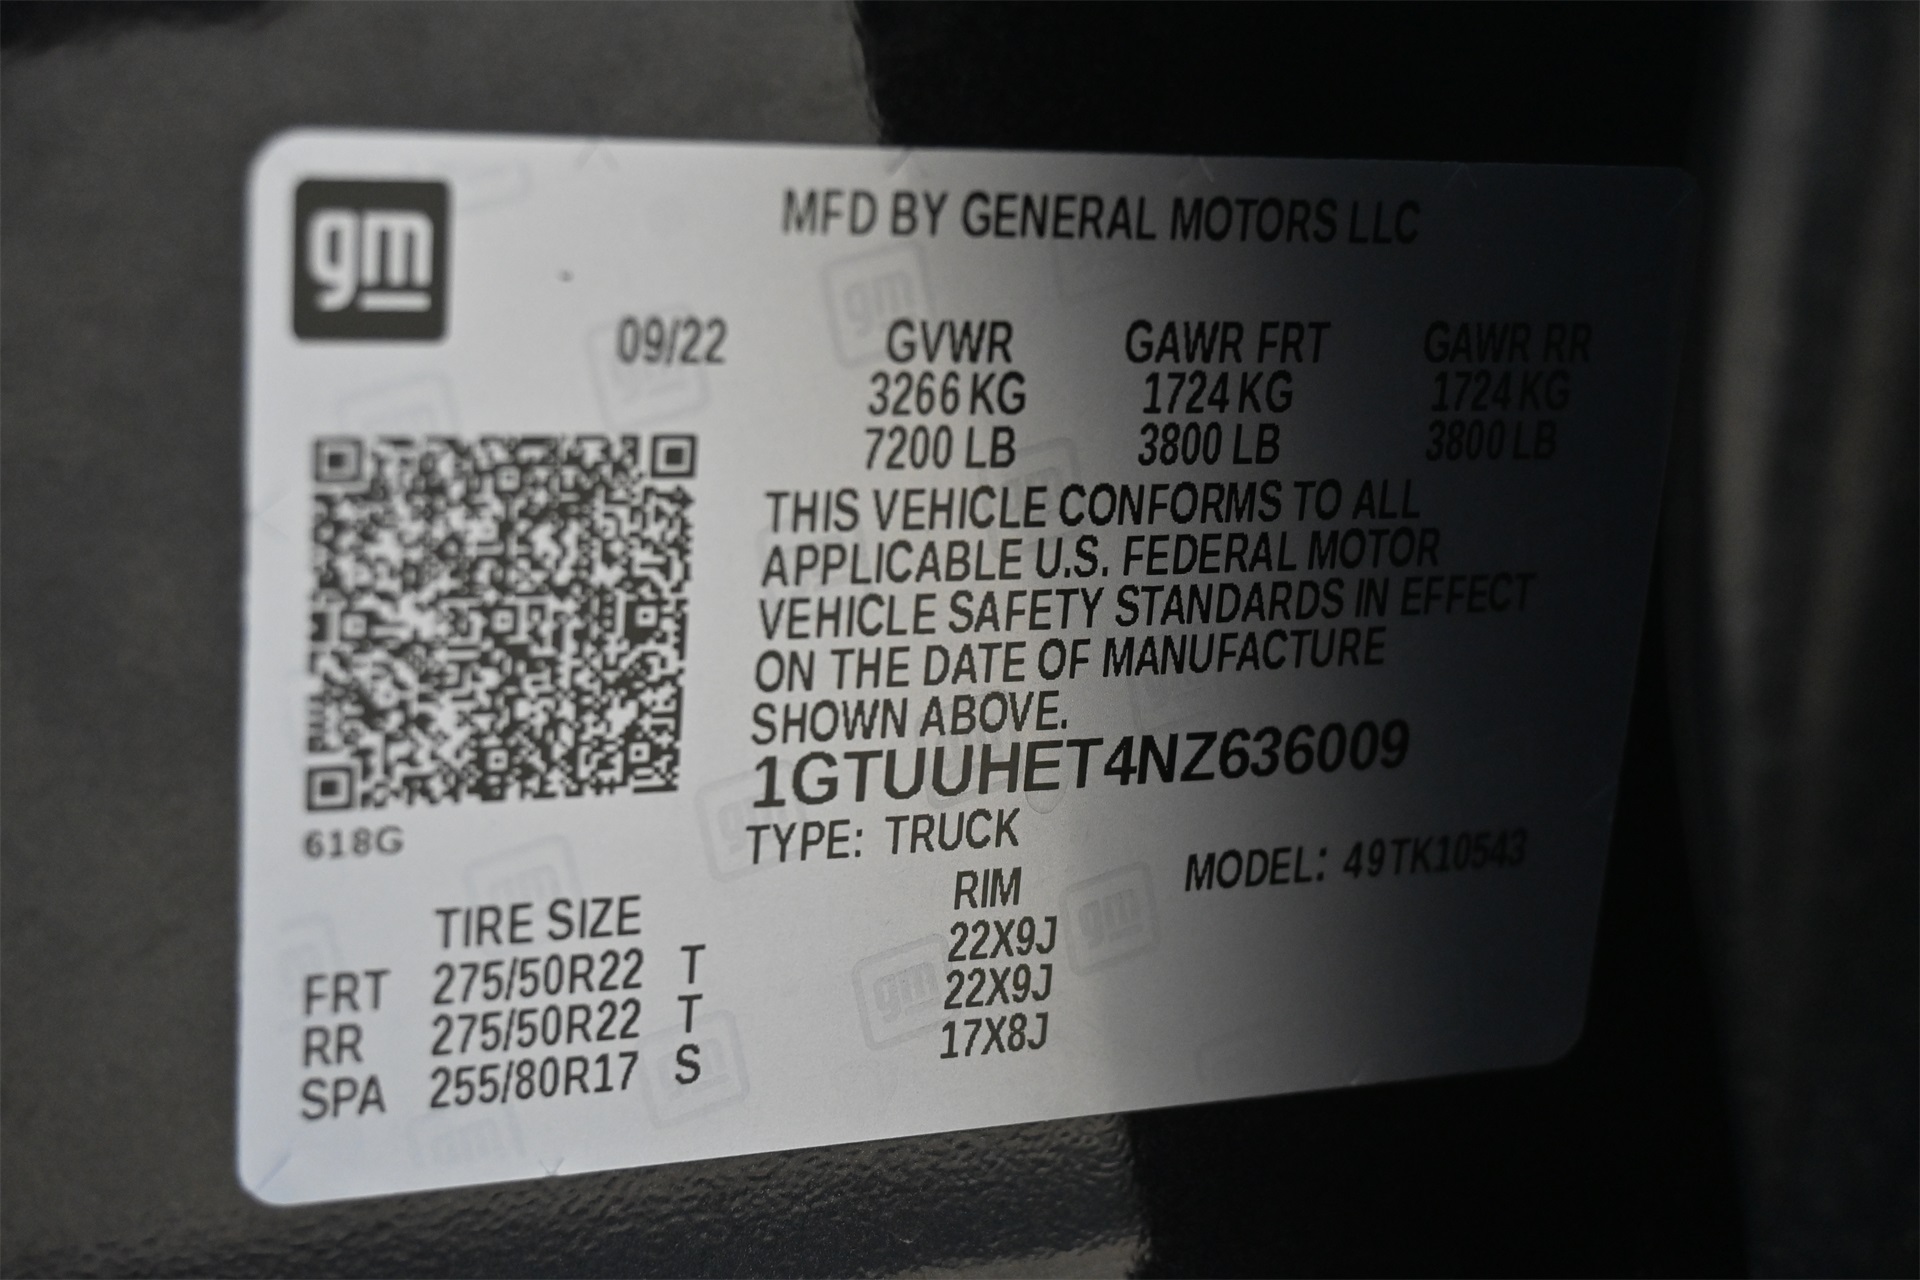 gm
MFD BY GENERAL MOTORS LLC
09/22 GVWR GAWR FRT GAWR RR
3266 KG 1724 KG 1724 KG
7200 LB 3800 LB 3800 LB
THIS VEHICLE CONFORMS TO ALL
APPLICABLE U.S. FEDERAL MOTOR
VEHICLE SAFETY STANDARDS IN EFFECT
ON THE DATE OF MANUFACTURE
SHOWN ABOVE.
1GTUUHET4NZ636009
618G
TYPE: TRUCK MODEL: 49TK10543
TIRE SIZE RIM
FRT 275/50R22 T 22X9J
RR 275/50R22 T 22X9J
SPA 255/80R17 S 17X8J